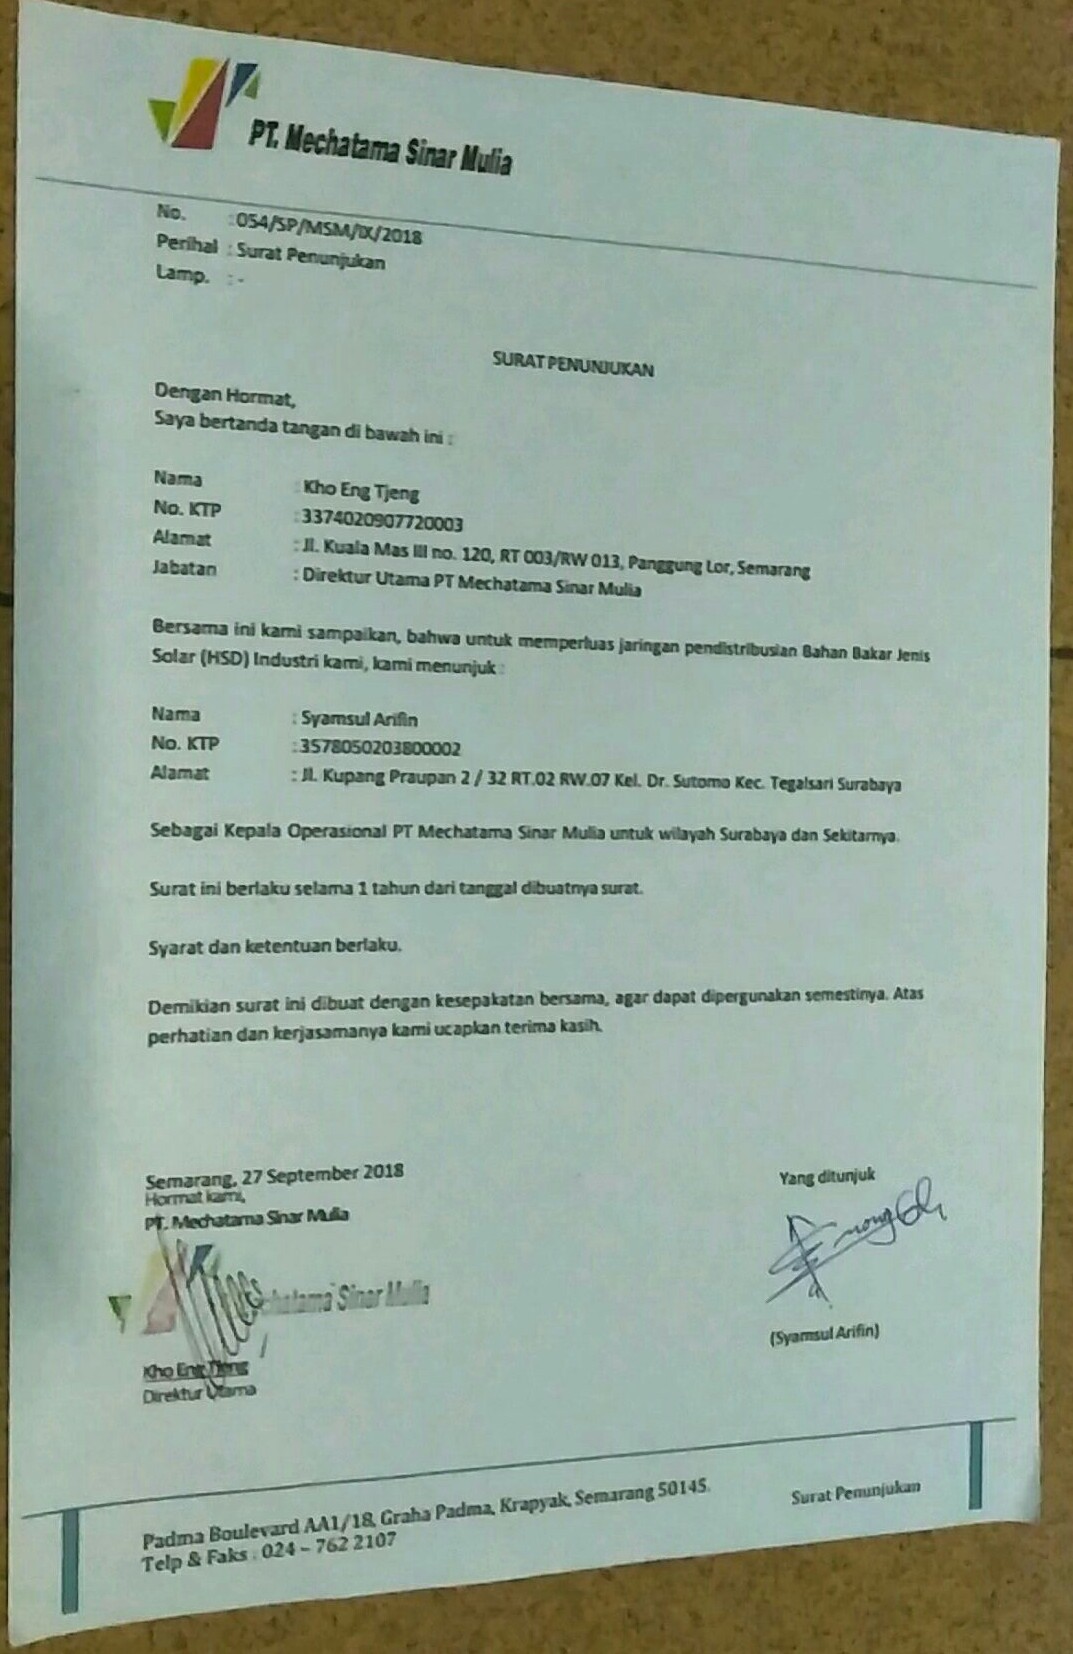 PT. Mechatama Sinar Mulia
No. : 054/SP/MSM/IX/2018
Perihal : Surat Penunjukan
Lamp. : -
SURAT PENUNJUKAN
Dengan Hormat,
Saya bertanda tangan di bawah ini :
Nama : Kho Eng Tjeng
No. KTP : 3374020907720003
Alamat : Jl. Kuala Mas III no. 120, RT 003/RW 013, Panggung Lor, Semarang
Jabatan : Direktur Utama PT Mechatama Sinar Mulia
Bersama ini kami sampaikan, bahwa untuk memperluas jaringan pendistribusian Bahan Bakar Jenis
Solar (HSD) Industri kami, kami menunjuk :
Nama : Syamsul Arifin
No. KTP : 3578050203800002
Alamat : Jl. Kupang Praupan 2 / 32 RT.02 RW.07 Kel. Dr. Sutomo Kec. Tegalsari Surabaya
Sebagai Kepala Operasional PT Mechatama Sinar Mulia untuk wilayah Surabaya dan Sekitarnya.
Surat ini berlaku selama 1 tahun dari tanggal dibuatnya surat.
Syarat dan ketentuan berlaku.
Demikian surat ini dibuat dengan kesepakatan bersama, agar dapat dipergunakan semestinya. Atas
perhatian dan kerjasamanya kami ucapkan terima kasih.
Semarang, 27 September 2018
Hormat kami,
PT. Mechatama Sinar Mulia
Yang ditunjuk
chatama Sinar Mulia
Kho Eng Tjeng
Direktur Utama
(Syamsul Arifin)
Padma Boulevard AA1/18, Graha Padma, Krapyak, Semarang 50145.
Telp & Faks : 024 – 762 2107
Surat Penunjukan